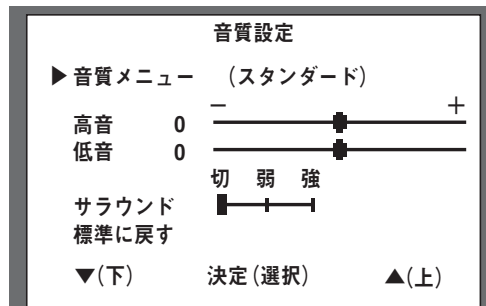 音質設定
▶音質メニュー (スタンダード)
− +
高音 0
低音 0
切 弱 強
サラウンド
標準に戻す
▼(下) 決定(選択) ▲(上)